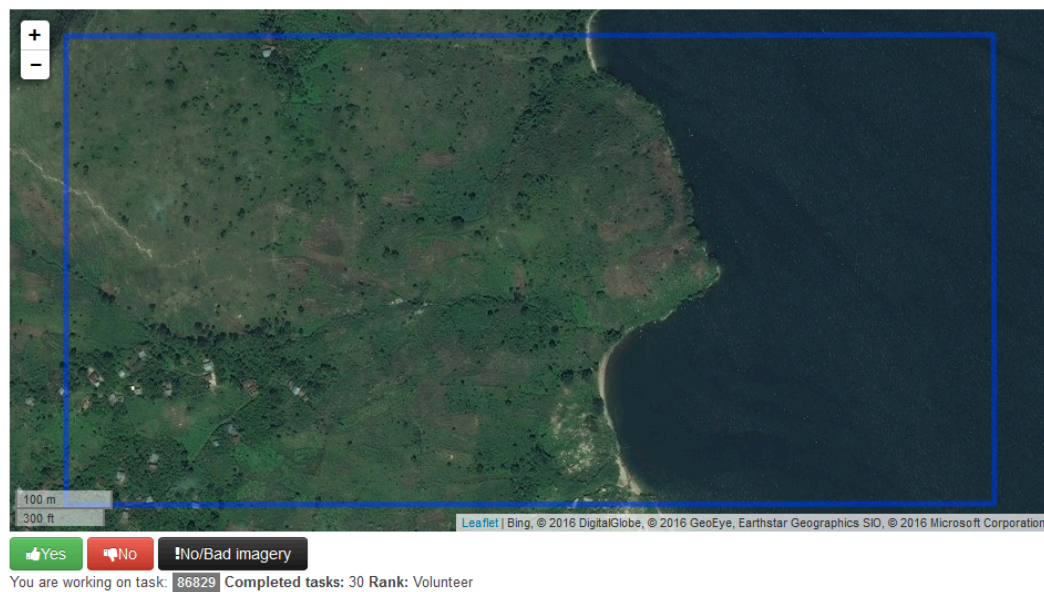 +
−
100 m
300 ft
Leaflet | Bing, © 2016 DigitalGlobe, © 2016 GeoEye, Earthstar Geographics SIO, © 2016 Microsoft Corporation
Yes No !No/Bad imagery
You are working on task: 86829 Completed tasks: 30 Rank: Volunteer